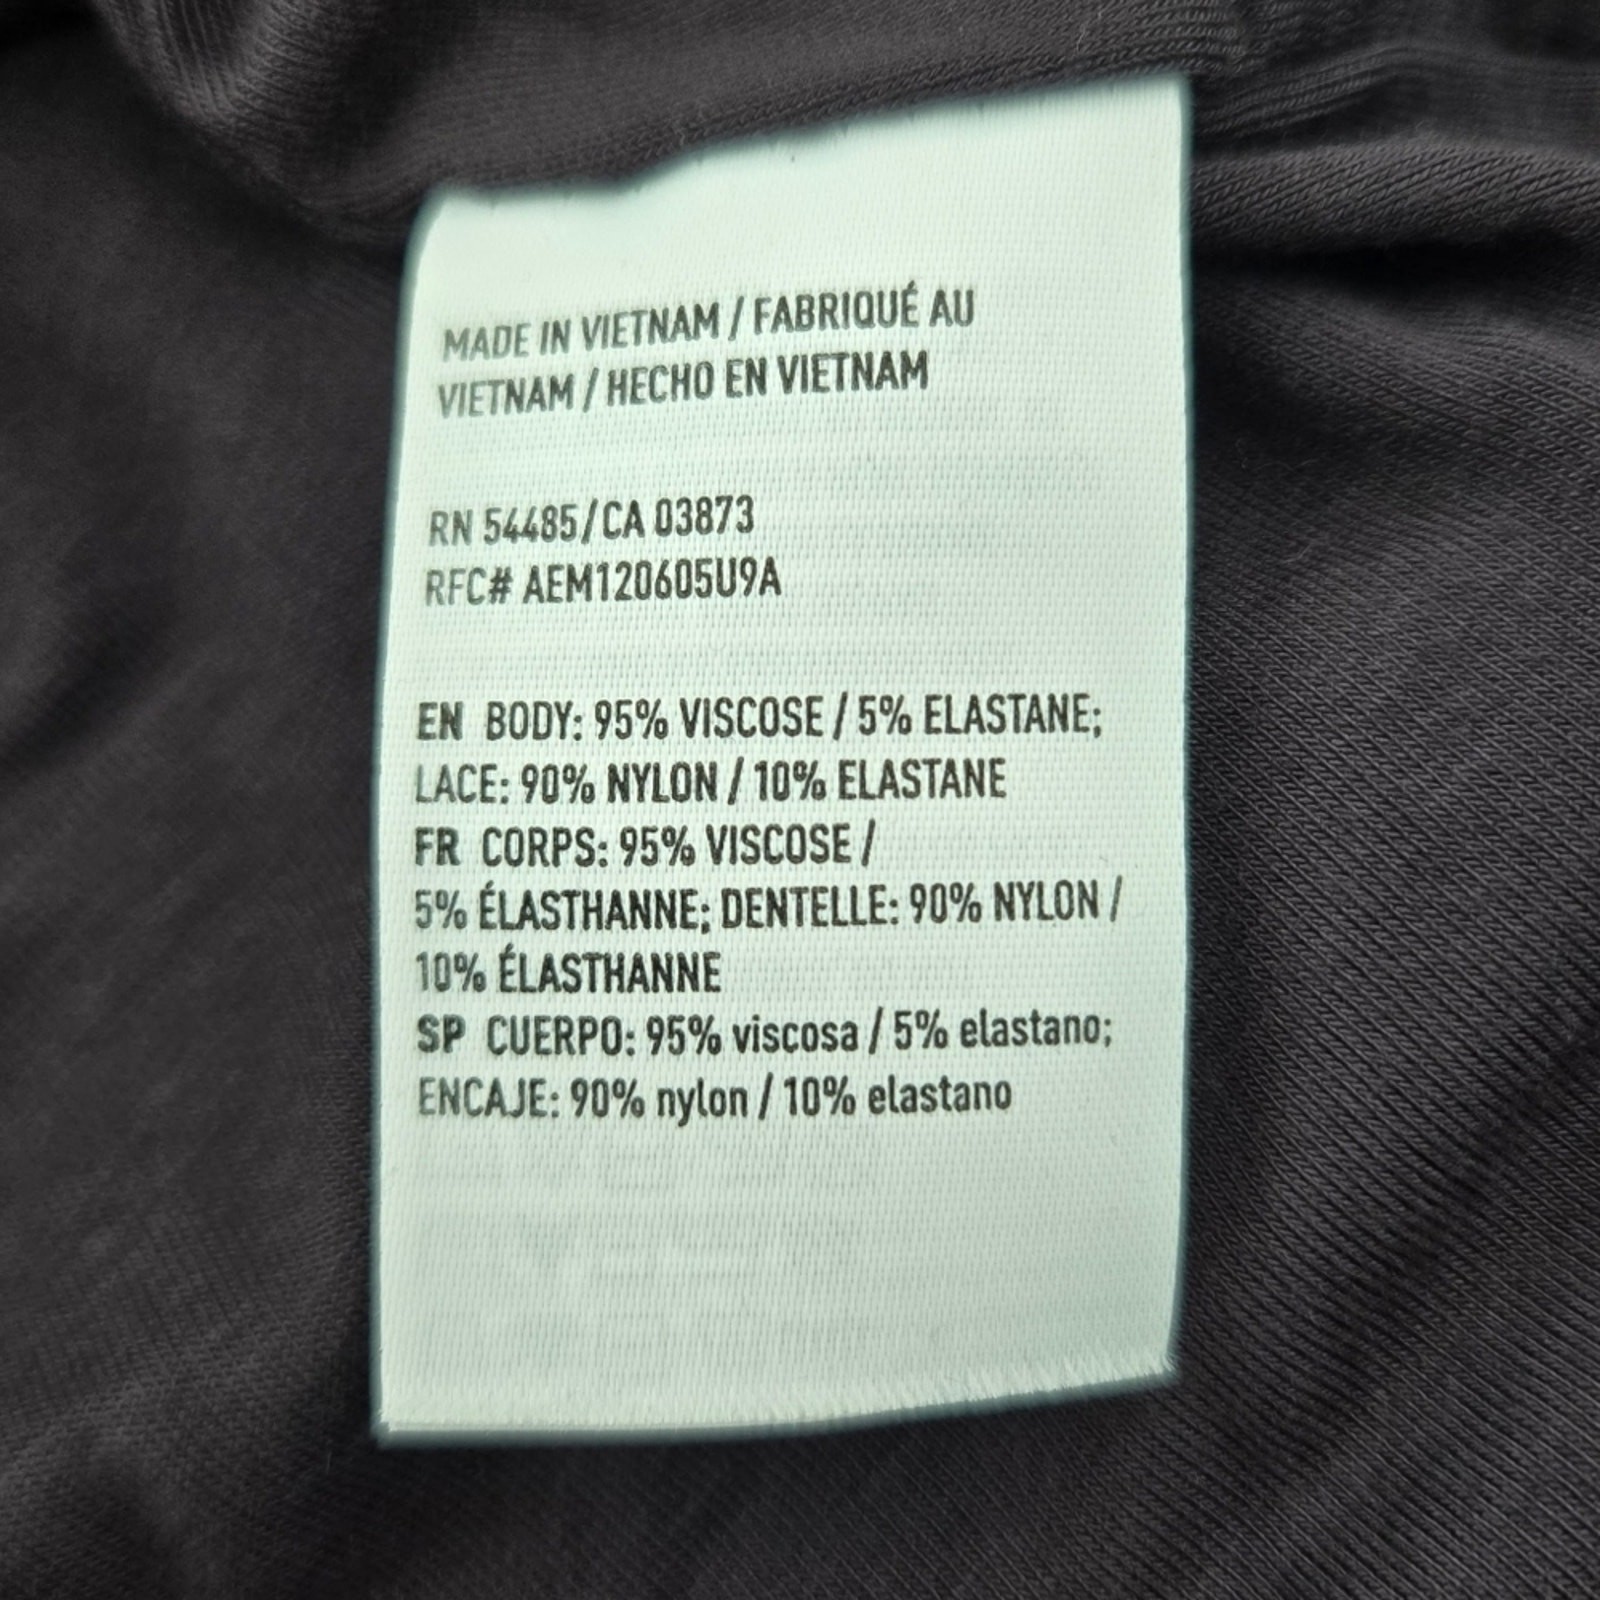 MADE IN VIETNAM / FABRIQUÉ AU
VIETNAM / HECHO EN VIETNAM
RN 54485/CA 03873
RFC# AEM120605U9A
EN BODY: 95% VISCOSE / 5% ELASTANE;
LACE: 90% NYLON / 10% ELASTANE
FR CORPS: 95% VISCOSE /
5% ÉLASTHANNE; DENTELLE: 90% NYLON /
10% ÉLASTHANNE
SP CUERPO: 95% viscosa / 5% elastano;
ENCAJE: 90% nylon / 10% elastano